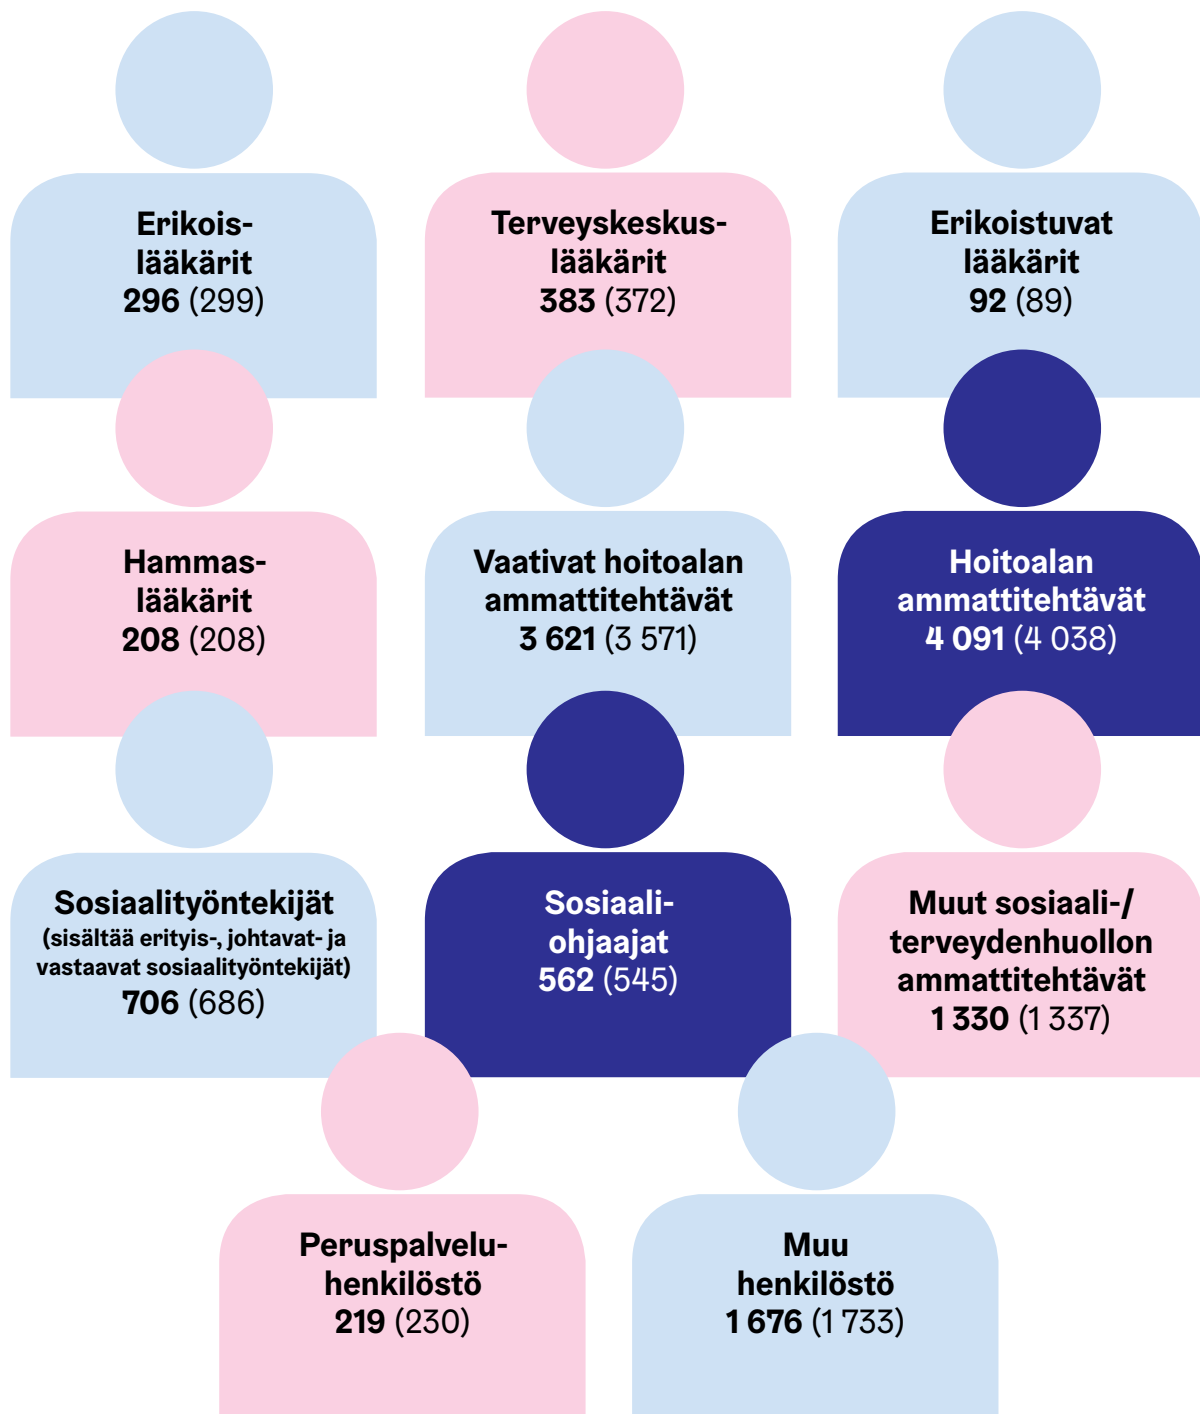 Erikois-
lääkärit
296 (299)
Terveyskeskus-
lääkärit
383 (372)
Erikoistuvat
lääkärit
92 (89)
Hammas-
lääkärit
208 (208)
Vaativat hoitoalan
ammattitehtävät
3 621 (3 571)
Hoitoalan
ammattitehtävät
4 091 (4 038)
Sosiaalityöntekijät
(sisältää erityis-, johtavat- ja
vastaavat sosiaalityöntekijät)
706 (686)
Sosiaali-
ohjaajat
562 (545)
Muut sosiaali-/
terveydenhuollon
ammattitehtävät
1 330 (1 337)
Peruspalvelu-
henkilöstö
219 (230)
Muu
henkilöstö
1 676 (1 733)